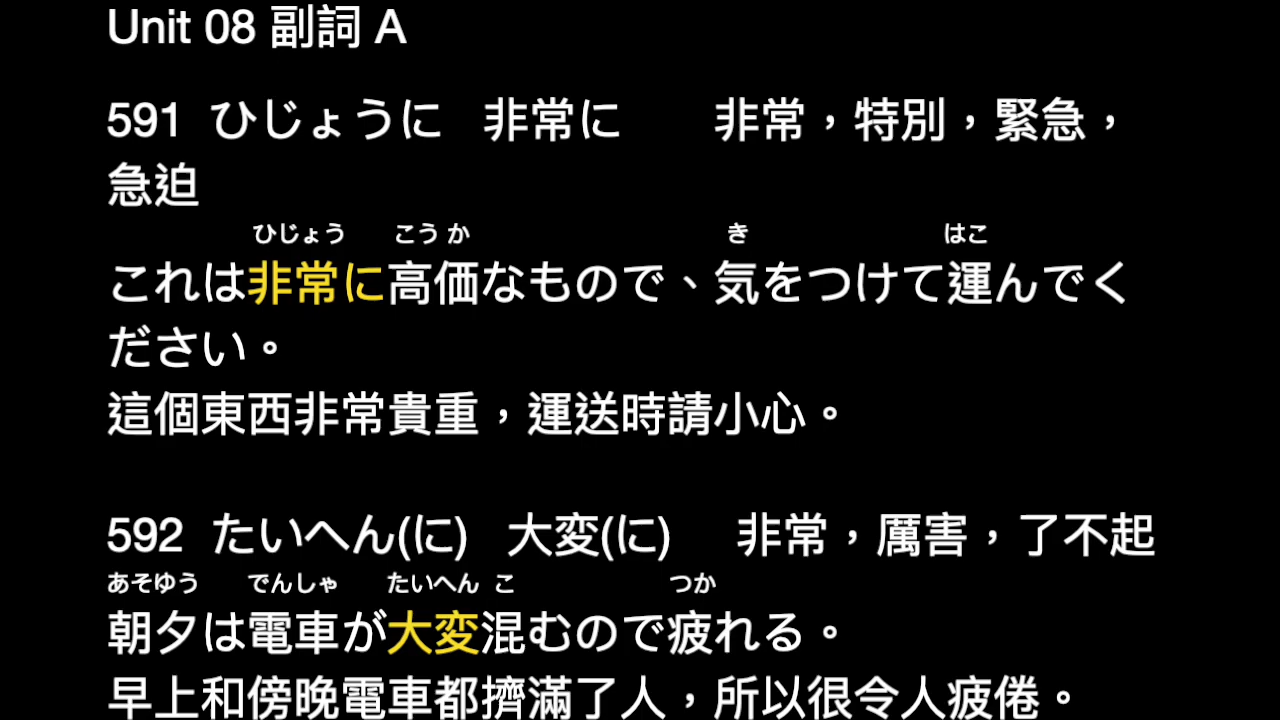 Unit 08 副詞 A
591 ひじょうに 非常に 非常，特別，緊急，
急迫
ひじょう こう か き はこ
これは非常に高価なもので、気をつけて運んでく
ださい。
這個東西非常貴重，運送時請小心。
592 たいへん(に) 大変(に) 非常，厲害，了不起
あそゆう でんしゃ たいへん こ つか
朝夕は電車が大変混むので疲れる。
早上和傍晚電車都擠滿了人，所以很令人疲倦。